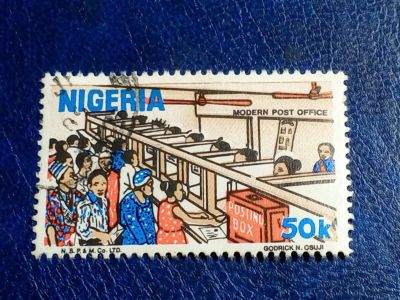 NIGERIA
MODERN POST OFFICE
POSTING
BOX
50k
N.S.P.& M.Co. LTD.
GODRICK N. OSUJI